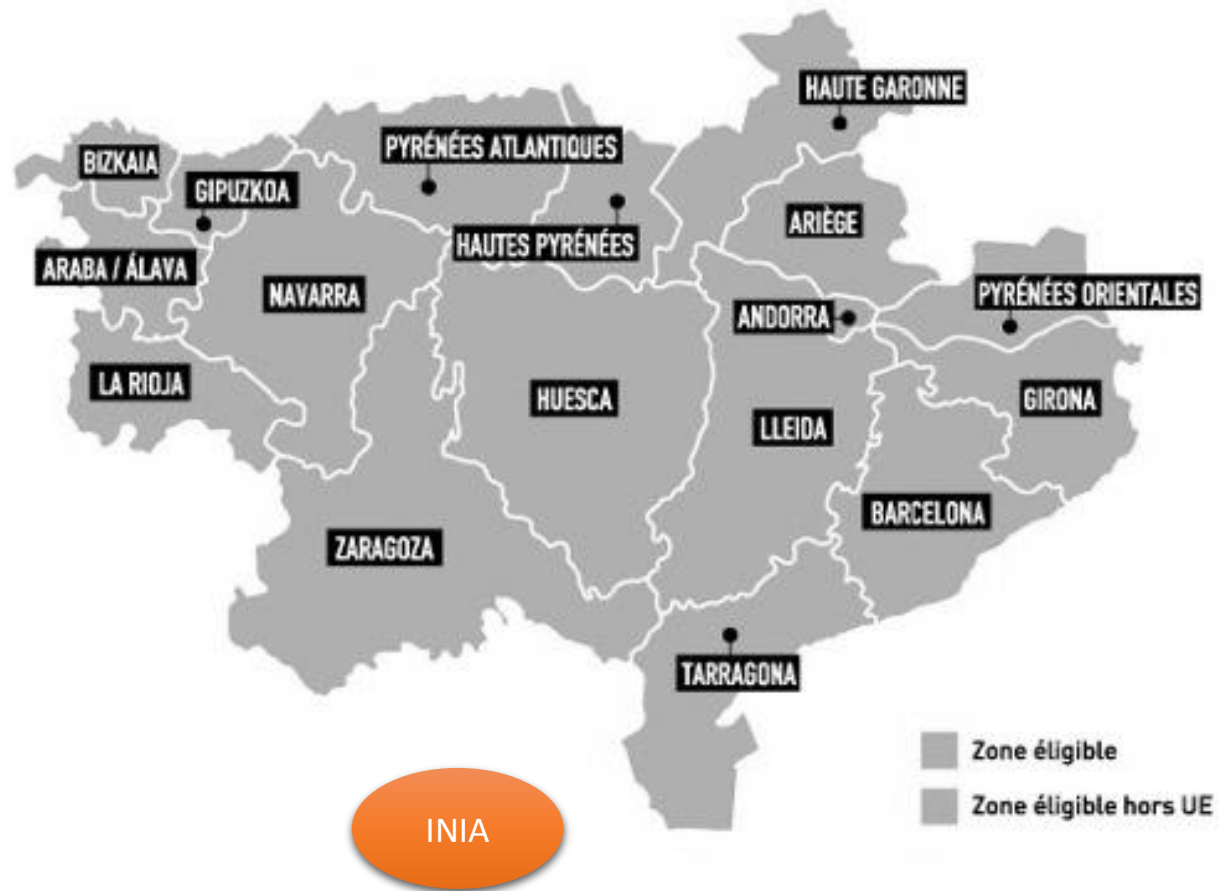 HAUTE GARONNE
PYRÉNÉES ATLANTIQUES
BIZKAIA
GIPUZKOA
ARIÈGE
HAUTES PYRÉNÉES
ARABA / ÁLAVA
NAVARRA
PYRÉNÉES ORIENTALES
ANDORRA
LA RIOJA
HUESCA
GIRONA
LLEIDA
BARCELONA
ZARAGOZA
TARRAGONA
Zone éligible
Zone éligible hors UE
INIA